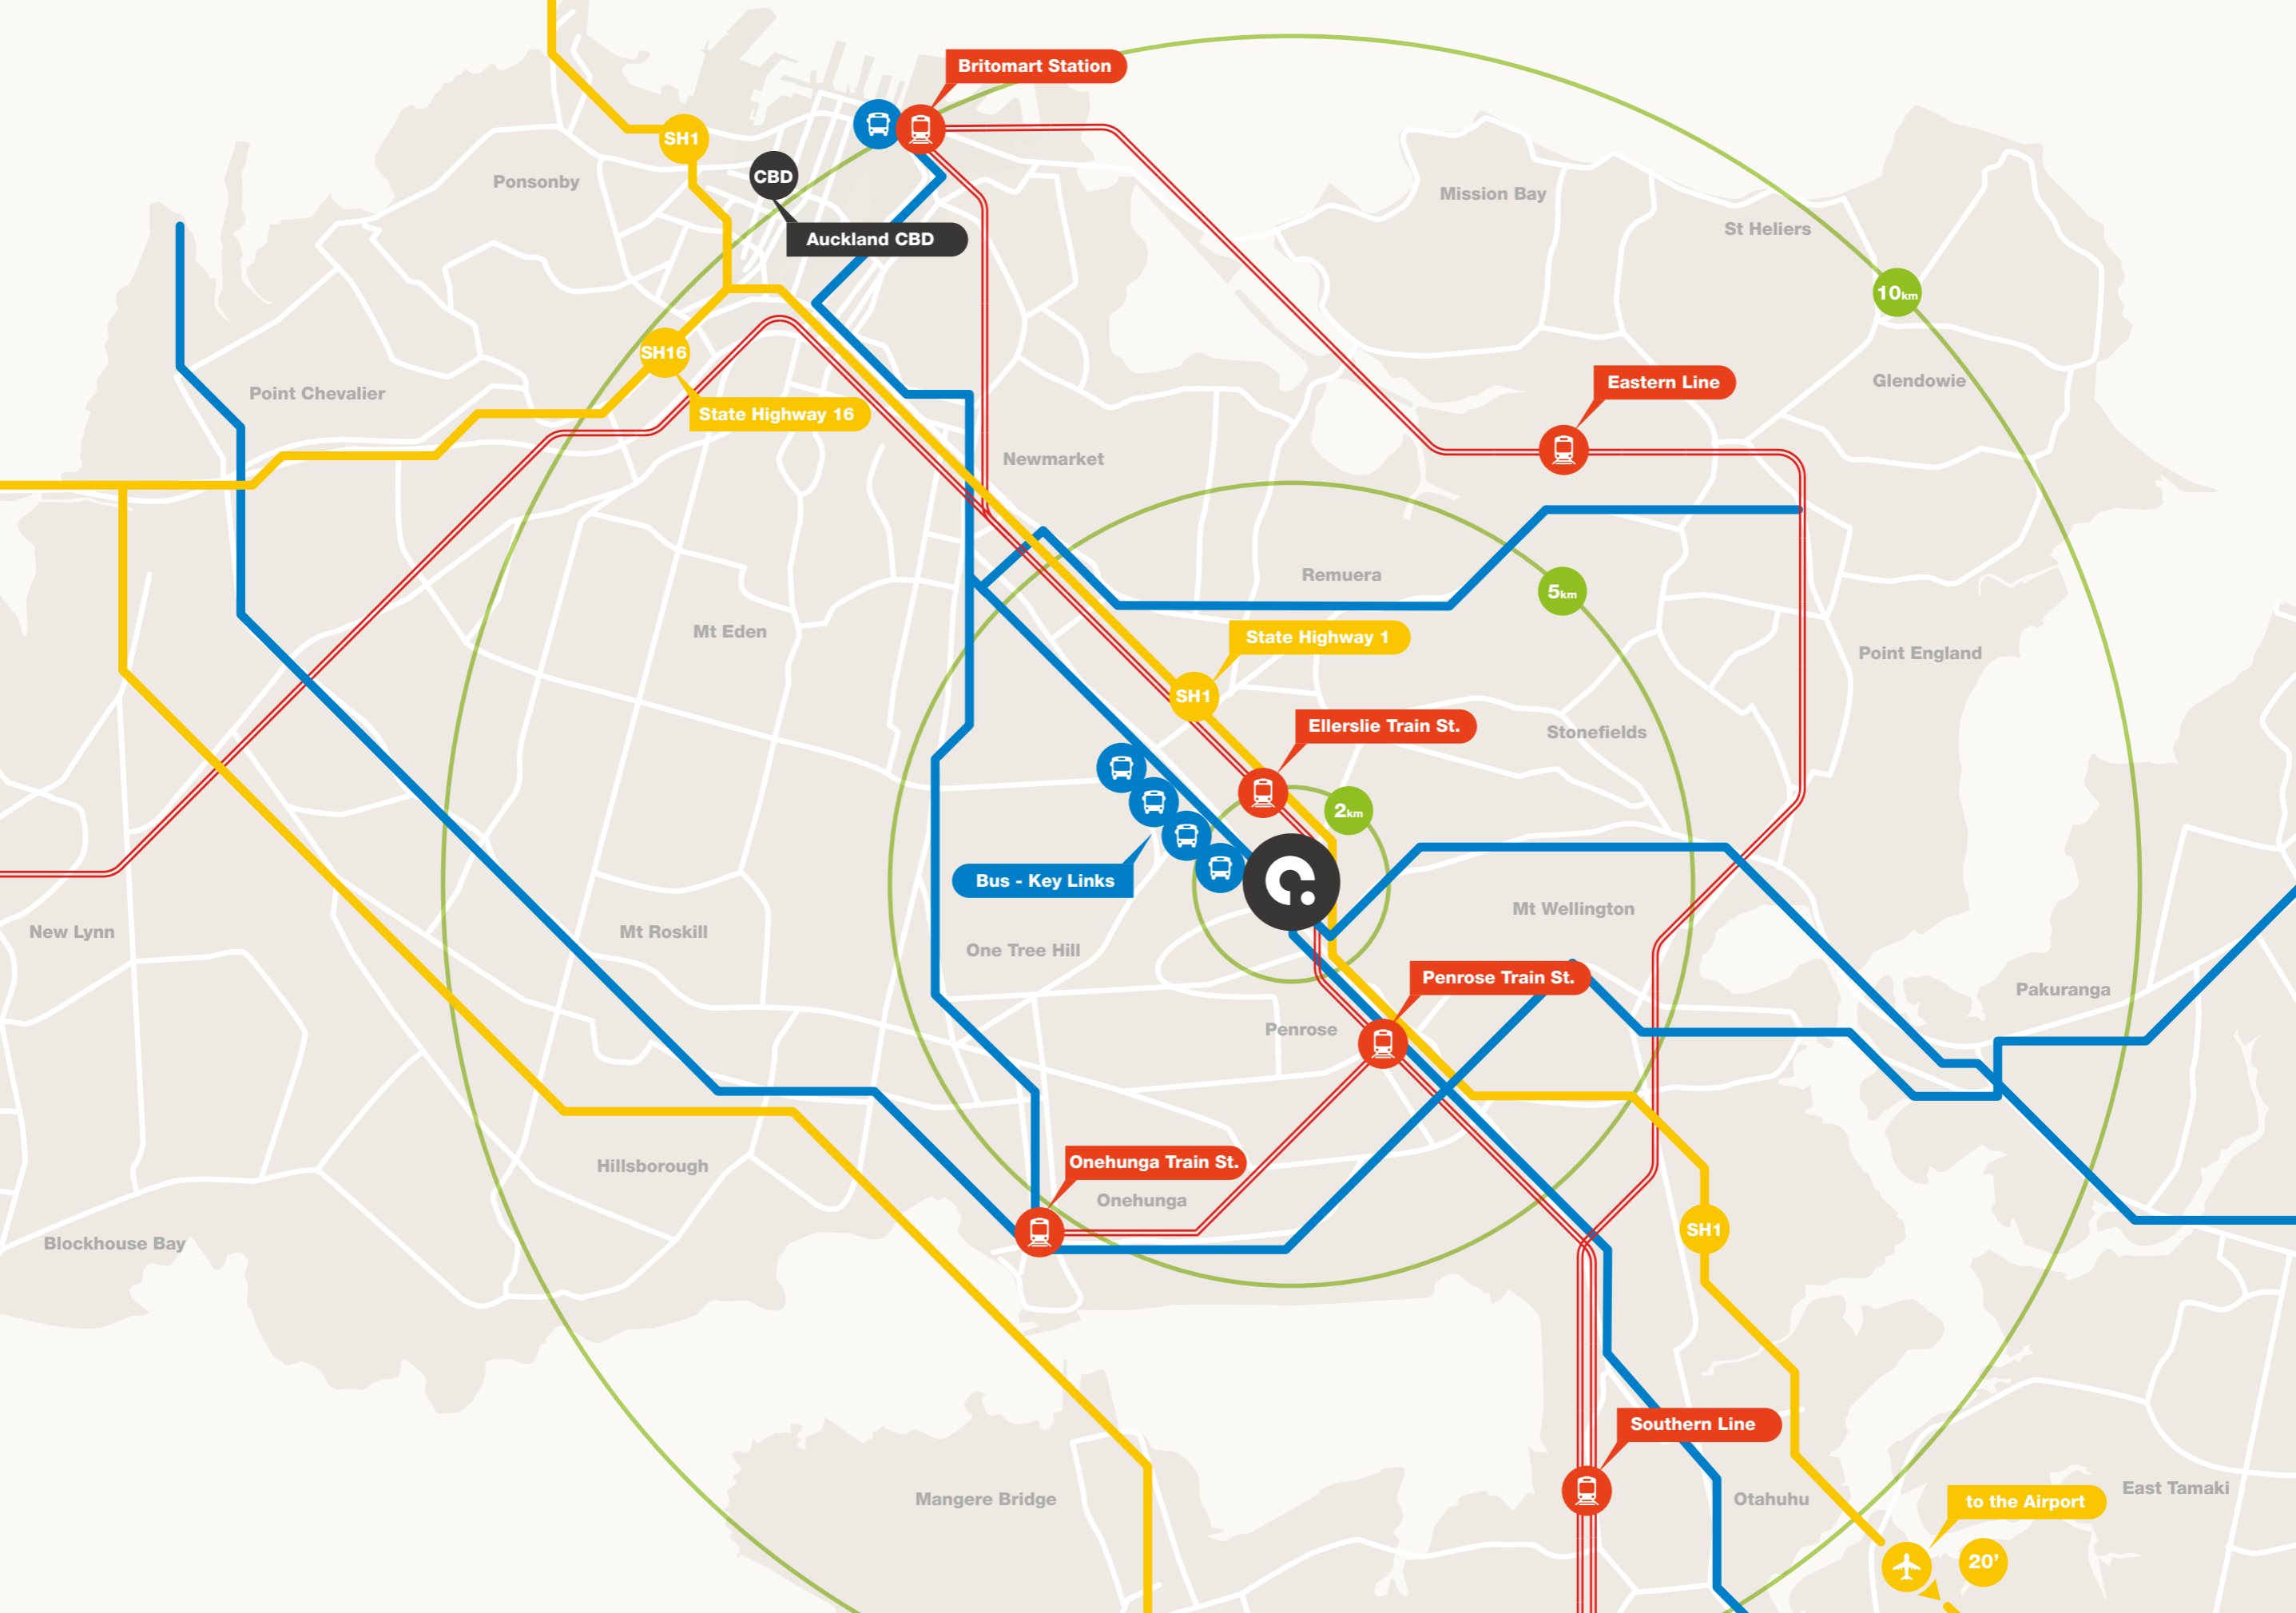 Britomart Station
SH1
CBD
Ponsonby
Mission Bay
St Heliers
Auckland CBD
10km
SH16
Eastern Line
Glendowie
Point Chevalier
State Highway 16
Newmarket
Remuera
5km
Mt Eden
State Highway 1
Point England
SH1
Ellerslie Train St.
Stonefields
2km
Bus - Key Links
Mt Wellington
New Lynn
Mt Roskill
One Tree Hill
Penrose Train St.
Pakuranga
Penrose
Onehunga Train St.
Hillsborough
Onehunga
SH1
Blockhouse Bay
Southern Line
East Tamaki
Mangere Bridge
Otahuhu
to the Airport
20'